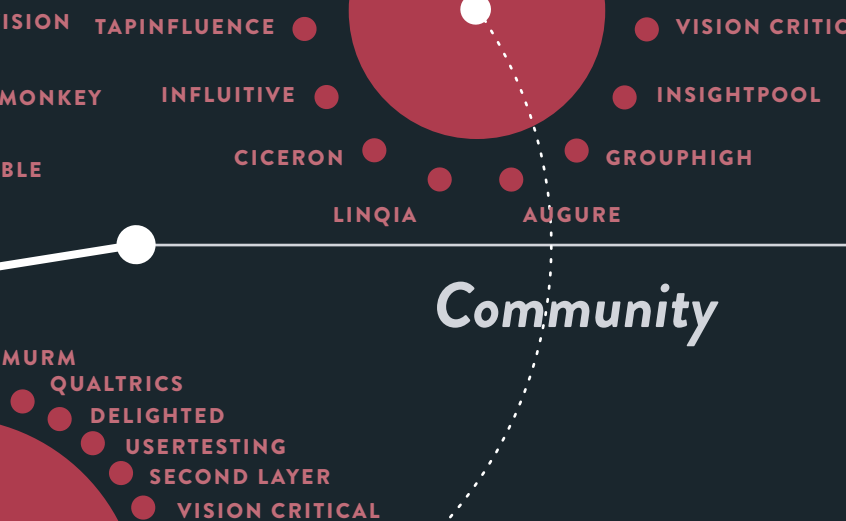 ISION
TAPINFLUENCE
VISION CRITIC
MONKEY
INFLUITIVE
INSIGHTPOOL
BLE
CICERON
GROUPHIGH
LINQIA
AUGURE
Community
MURM
QUALTRICS
DELIGHTED
USERTESTING
SECOND LAYER
VISION CRITICAL